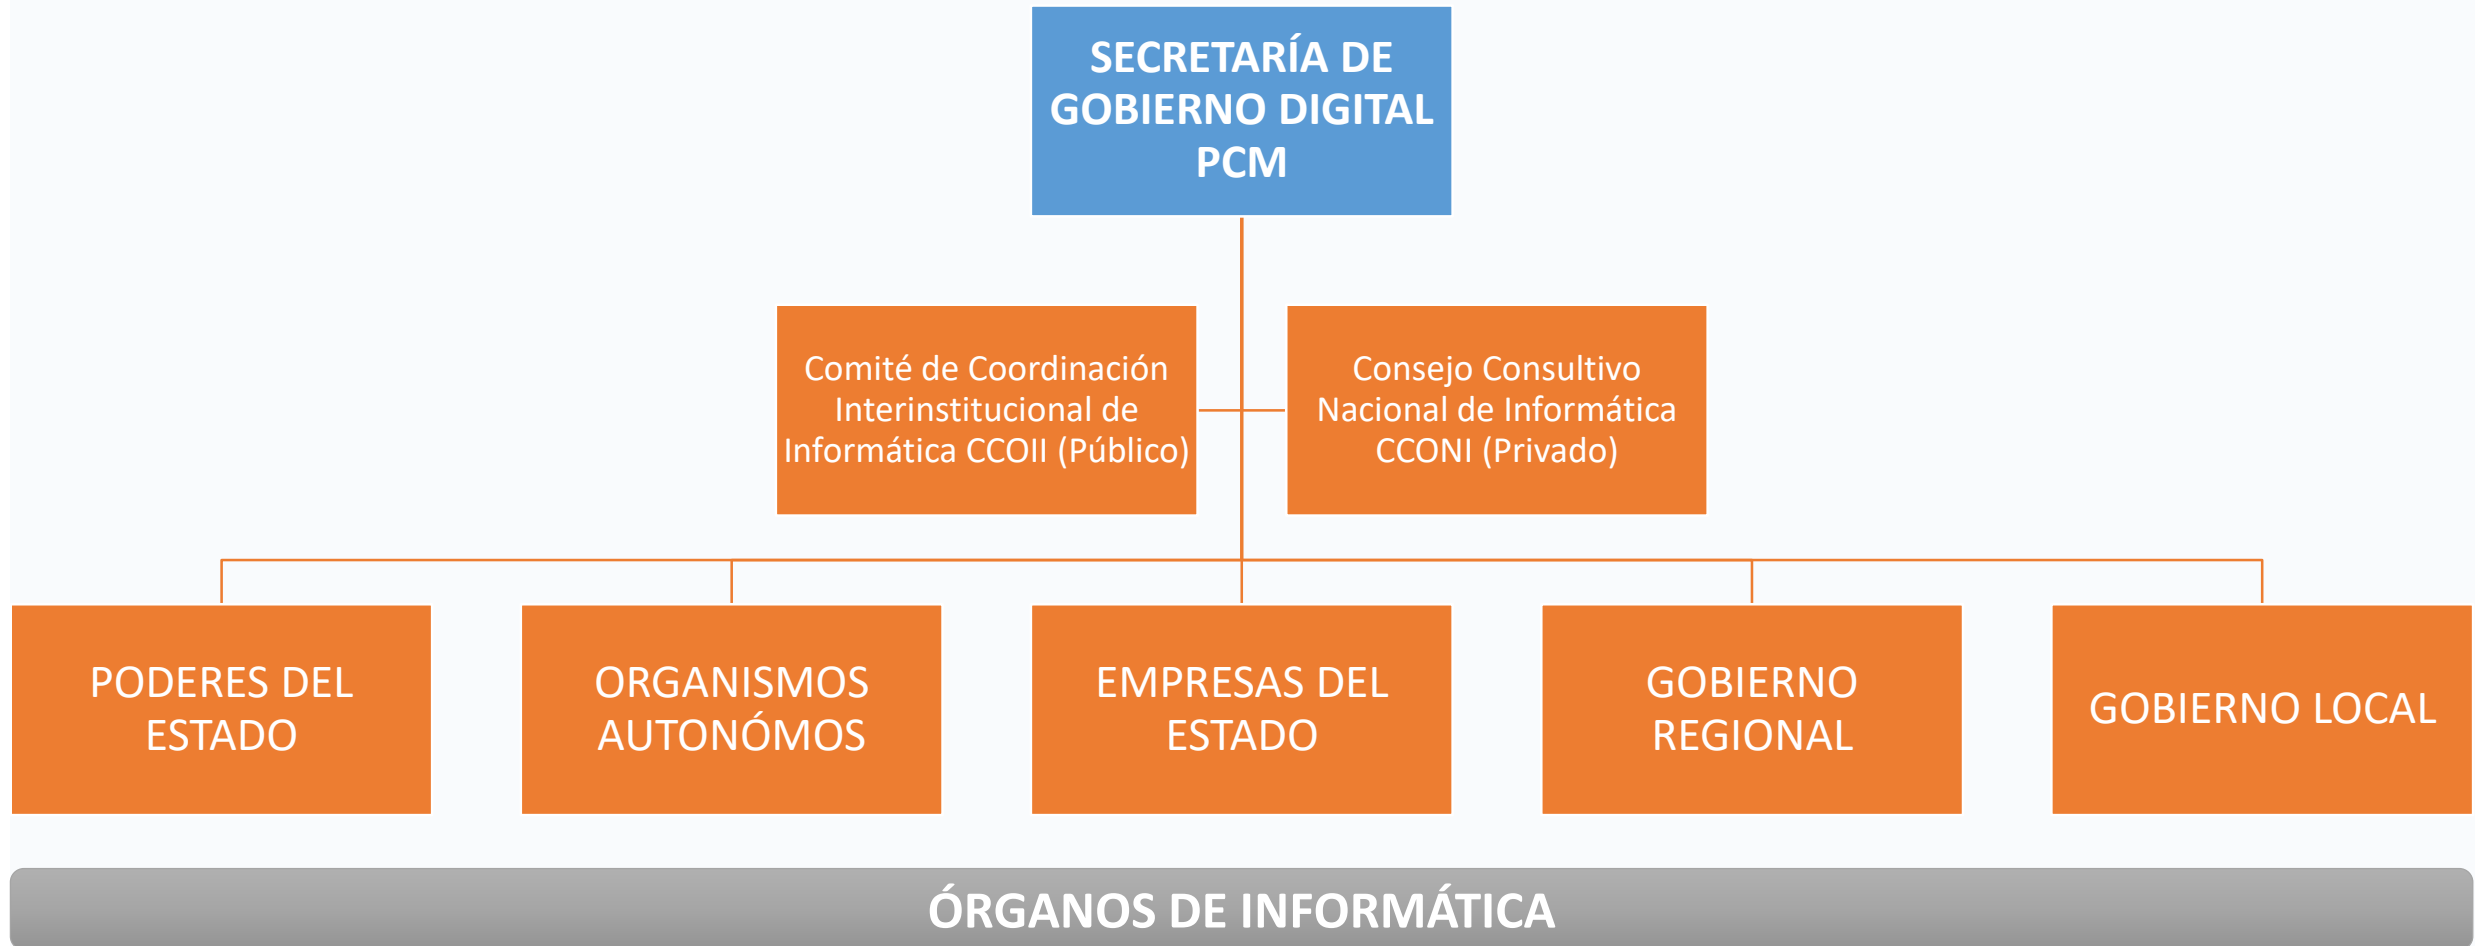 SECRETARÍA DE
GOBIERNO DIGITAL
PCM
Comité de Coordinación
Interinstitucional de
Informática CCOII (Público)
Consejo Consultivo
Nacional de Informática
CCONI (Privado)
PODERES DEL
ESTADO
ORGANISMOS
AUTONÓMOS
EMPRESAS DEL
ESTADO
GOBIERNO
REGIONAL
GOBIERNO LOCAL
ÓRGANOS DE INFORMÁTICA